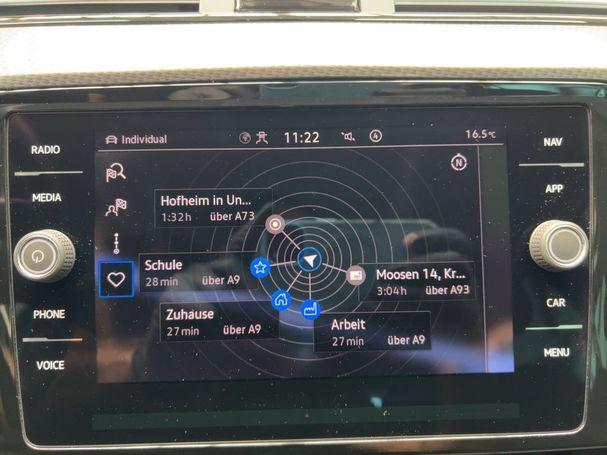 Individual
11:22
4
16.5°C
RADIO
MEDIA
PHONE
VOICE
NAV
APP
CAR
MENU
N
Hofheim in Un...
1:32h über A73
Schule
28 min über A9
Moosen 14, Kr...
3:04h über A93
Zuhause
27 min über A9
Arbeit
27 min über A9